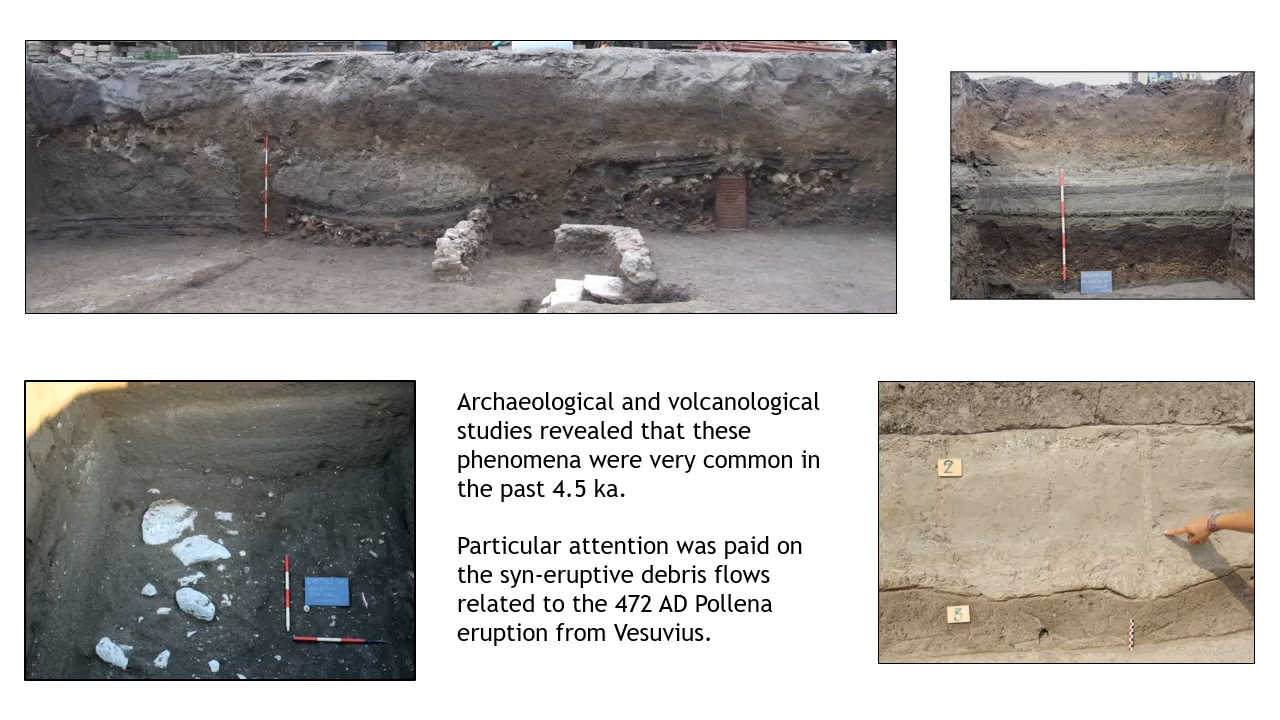 Archaeological and volcanological
studies revealed that these
phenomena were very common in
the past 4.5 ka.
Particular attention was paid on
the syn-eruptive debris flows
related to the 472 AD Pollena
eruption from Vesuvius.
2
3